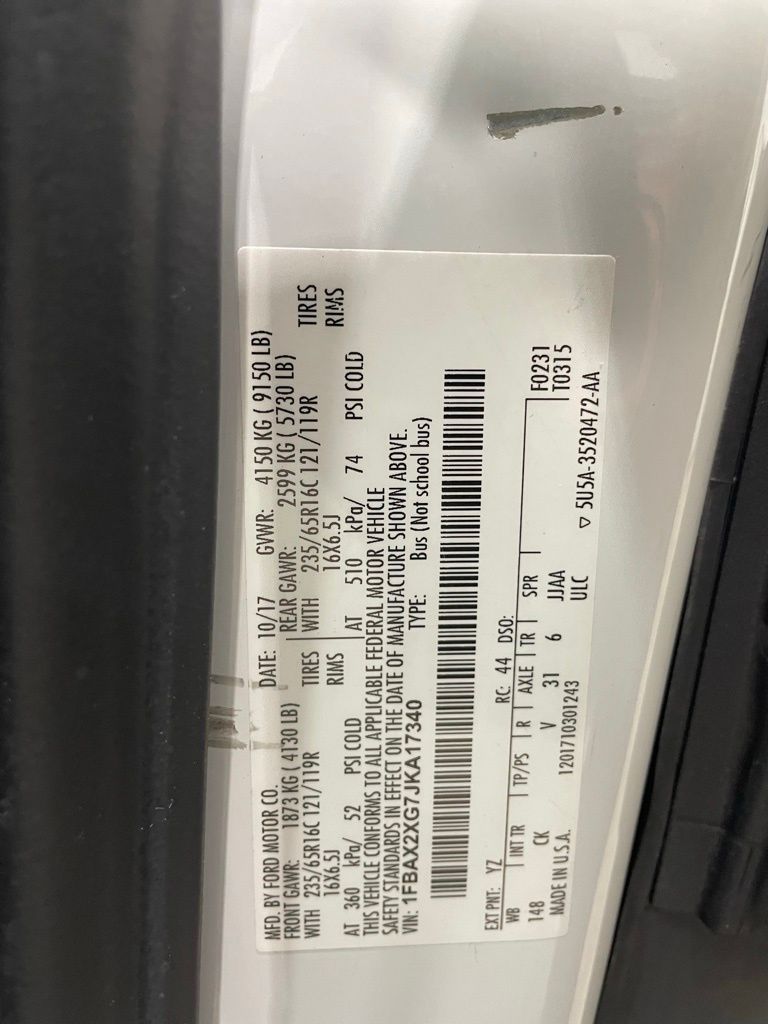 MFD. BY FORD MOTOR CO. DATE: 10/17 GVWR: 4150 KG ( 9150 LB)
FRONT GAWR: 1873 KG ( 4130 LB) REAR GAWR: 2599 KG ( 5730 LB)
WITH 235/65R16C 121/119R TIRES WITH 235/65R16C 121/119R TIRES
16X6.5J RIMS 16X6.5J RIMS
AT 360 kPa/ 52 PSI COLD AT 510 kPa/ 74 PSI COLD
THIS VEHICLE CONFORMS TO ALL APPLICABLE FEDERAL MOTOR VEHICLE
SAFETY STANDARDS IN EFFECT ON THE DATE OF MANUFACTURE SHOWN ABOVE.
VIN: 1FBAX2XG7JKA17340 TYPE: Bus (Not school bus)
EXT PNT: YZ RC: 44 DSO:
WB INT TR TP/PS R AXLE TR SPR F0231
148 CK V 31 6 JJAA T0315
MADE IN U.S.A. 1201710301243 ULC
▽ 5U5A-3520472-AA